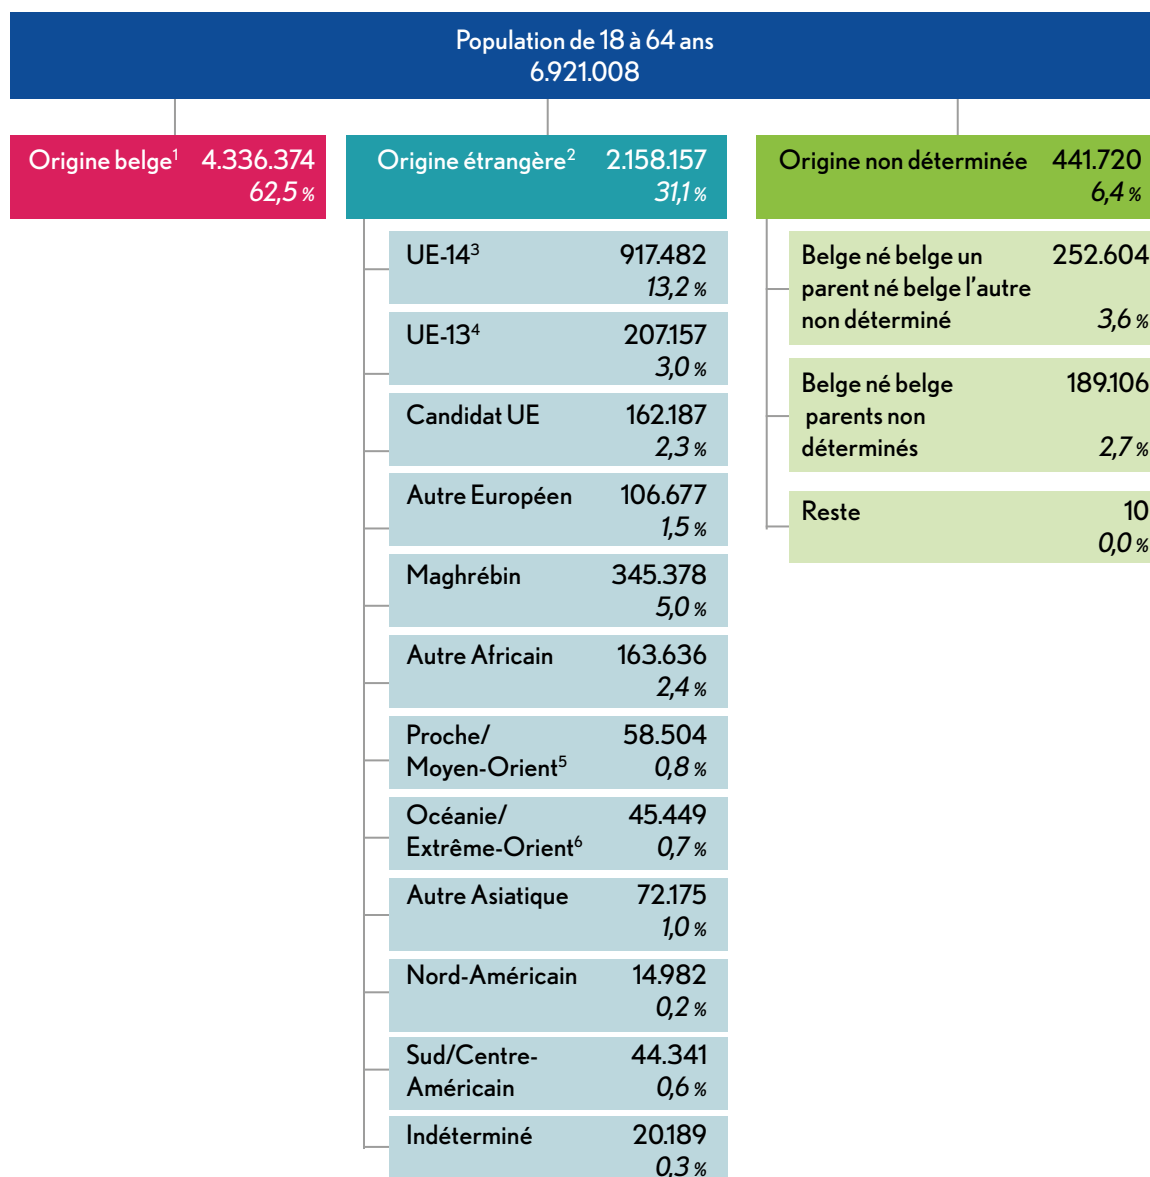 Population de 18 à 64 ans
6.921.008
Origine belge¹ 4.336.374
62,5 %
Origine étrangère² 2.158.157
31,1 %
UE-14³ 917.482
13,2 %
UE-13⁴ 207.157
3,0 %
Candidat UE 162.187
2,3 %
Autre Européen 106.677
1,5 %
Maghrébin 345.378
5,0 %
Autre Africain 163.636
2,4 %
Proche/ 58.504
Moyen-Orient⁵ 0,8 %
Océanie/ 45.449
Extrême-Orient⁶ 0,7 %
Autre Asiatique 72.175
1,0 %
Nord-Américain 14.982
0,2 %
Sud/Centre- 44.341
Américain 0,6 %
Indéterminé 20.189
0,3 %
Origine non déterminée 441.720
6,4 %
Belge né belge un 252.604
parent né belge l'autre
non déterminé 3,6 %
Belge né belge 189.106
parents non
déterminés 2,7 %
Reste 10
0,0 %